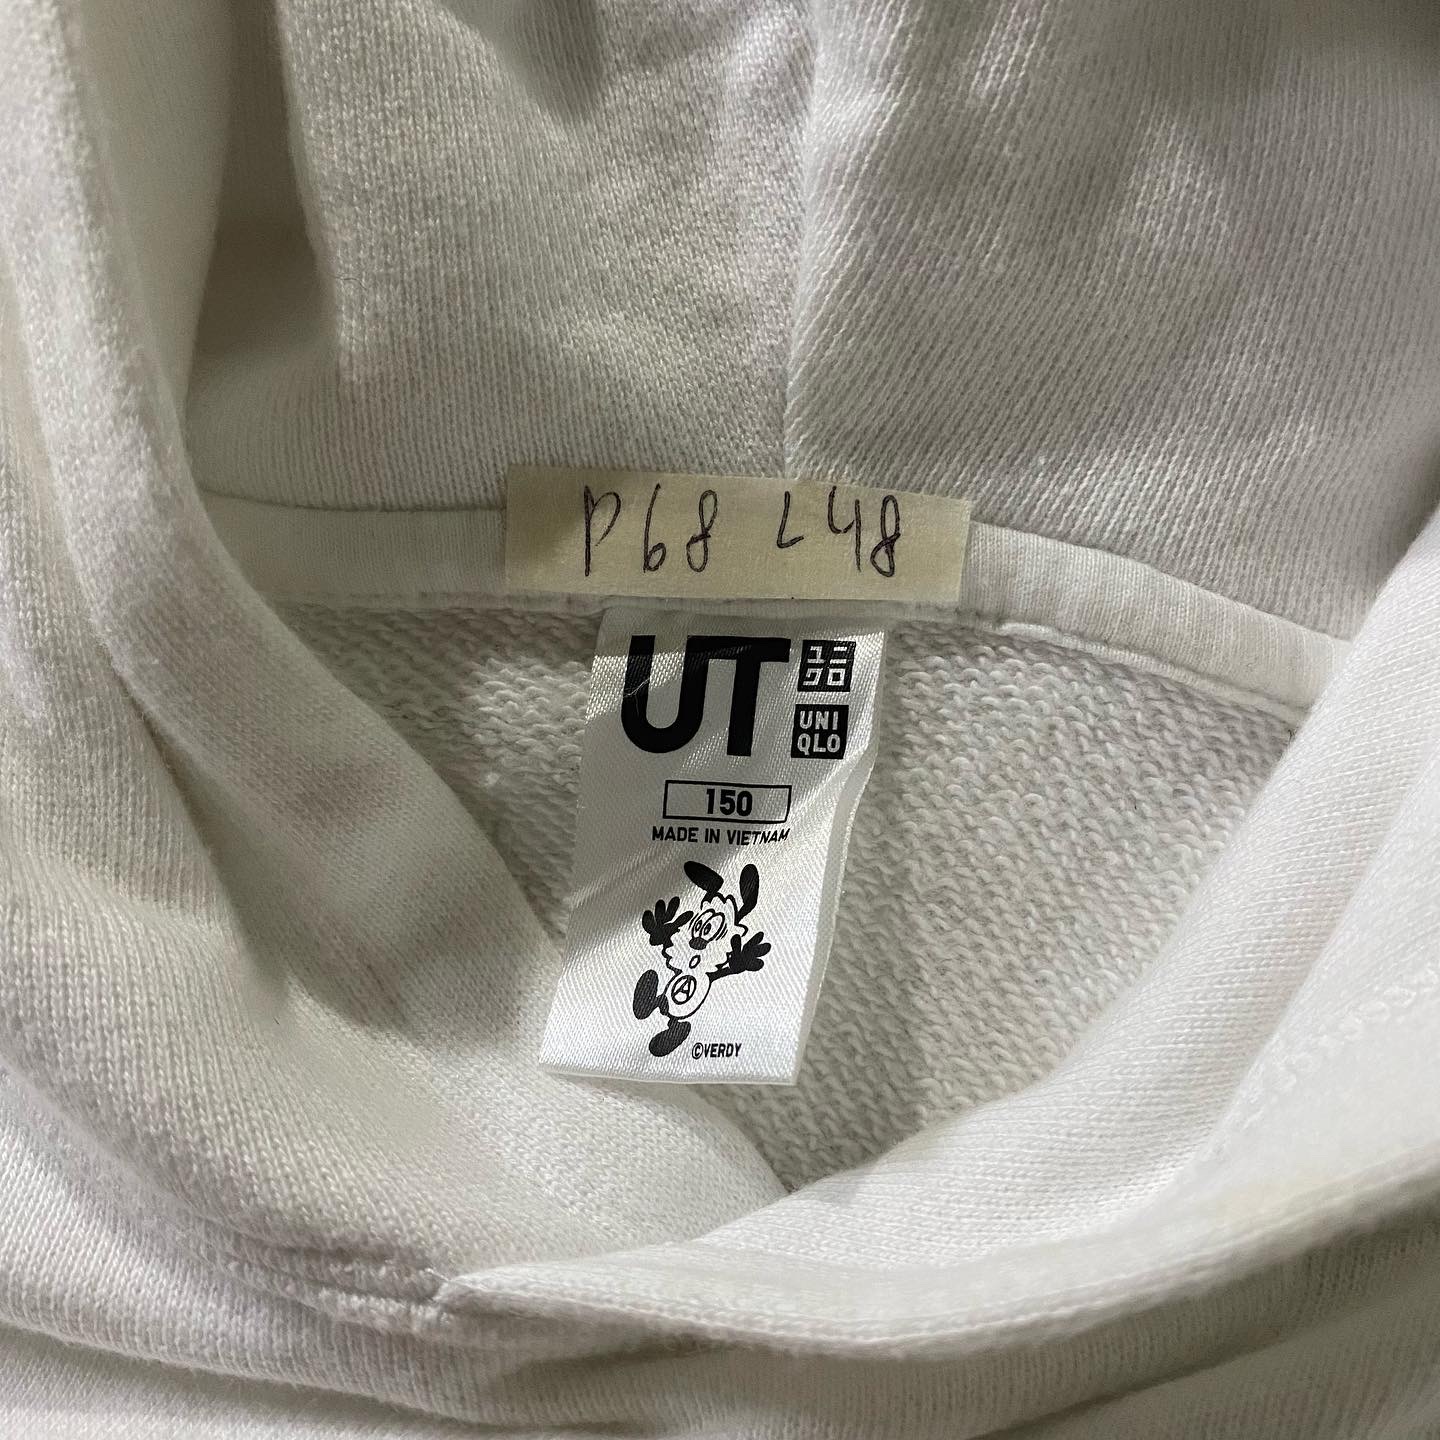 P68 L48
UT
ユニ
クロ
UNI
QLO
150
MADE IN VIETNAM
A
©VERDY